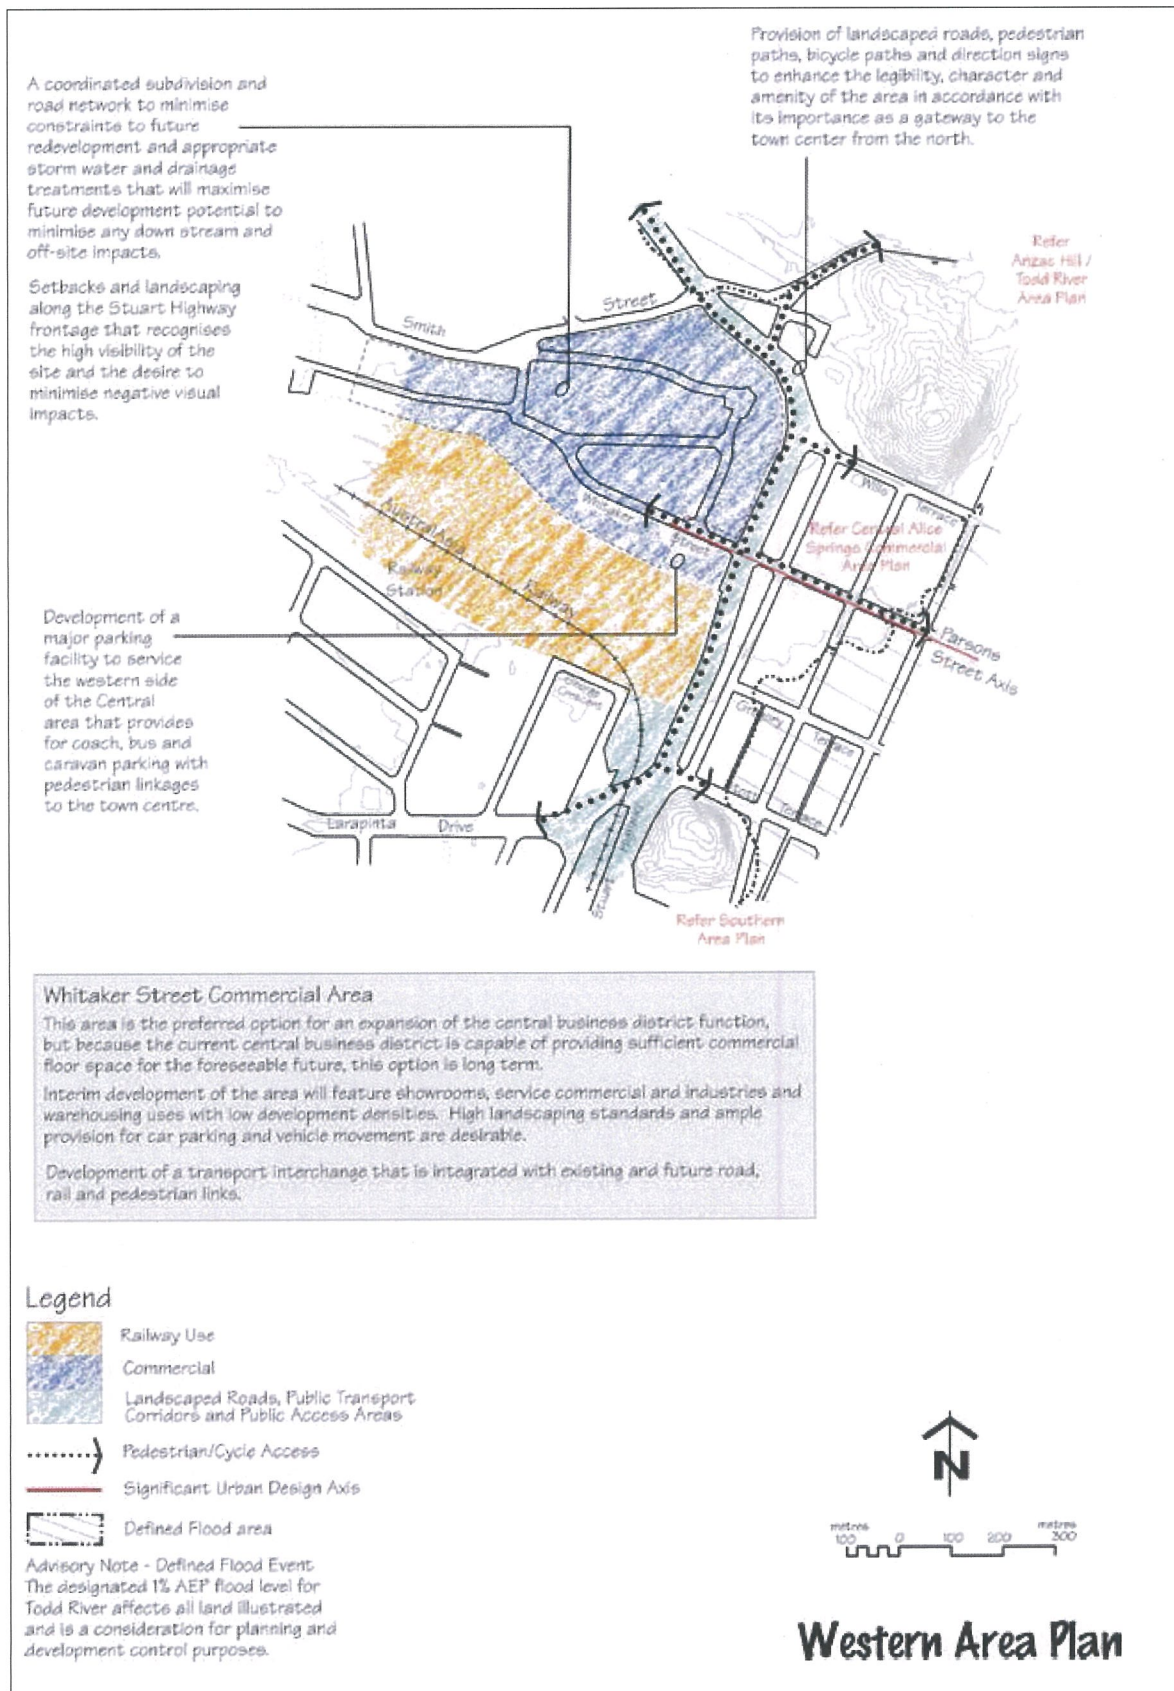 Provision of landscaped roads, pedestrian
paths, bicycle paths and direction signs
to enhance the legibility, character and
amenity of the area in accordance with
its importance as a gateway to the
town center from the north.
A coordinated subdivision and
road network to minimise
constraints to future
redevelopment and appropriate
storm water and drainage
treatments that will maximise
future development potential to
minimise any down stream and
off-site impacts.
Setbacks and landscaping
along the Stuart Highway
frontage that recognises
the high visibility of the
site and the desire to
minimise negative visual
impacts.
Refer
Anzac Hill /
Todd River
Area Plan
Smith
Street
Wills
Terrace
Whitaker
Street
Refer Central Alice
Springs Commercial
Area Plan
Australasia
Railway
Railway
Station
Parsons
Street Axis
Development of a
major parking
facility to service
the western side
of the Central
area that provides
for coach, bus and
caravan parking with
pedestrian linkages
to the town centre.
Gregory
Terrace
Stott
Terrace
Larapinta
Drive
Stuart
Refer Southern
Area Plan
Whitaker Street Commercial Area
This area is the preferred option for an expansion of the central business district function,
but because the current central business district is capable of providing sufficient commercial
floor space for the foreseeable future, this option is long term.
Interim development of the area will feature showrooms, service commercial and industries and
warehousing uses with low development densities. High landscaping standards and ample
provision for car parking and vehicle movement are desirable.
Development of a transport interchange that is integrated with existing and future road,
rail and pedestrian links.
Legend
Railway Use
Commercial
Landscaped Roads, Public Transport
Corridors and Public Access Areas
Pedestrian/Cycle Access
Significant Urban Design Axis
Defined Flood area
Advisory Note - Defined Flood Event
The designated 1% AEP flood level for
Todd River affects all land illustrated
and is a consideration for planning and
development control purposes.
N
metres
100 0 100 200 300
metres
Western Area Plan